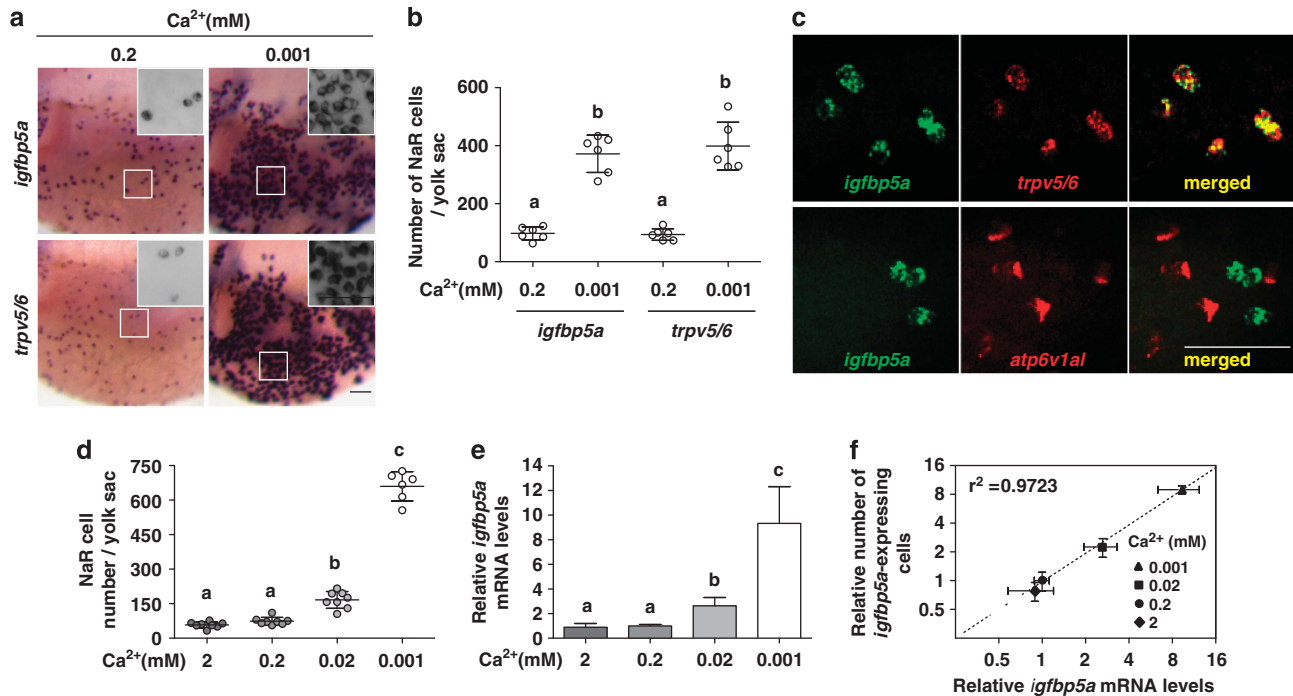 a
Ca²⁺(mM)
0.2 0.001
igfbp5a
trpv5/6
b
Number of NaR cells
/ yolk sac
600
400
200
0
a b a b
Ca²⁺(mM) 0.2 0.001 0.2 0.001
igfbp5a trpv5/6
c
igfbp5a trpv5/6 merged
igfbp5a atp6v1al merged
d
NaR cell
number / yolk sac
750
600
450
300
150
0
a a b c
Ca²⁺(mM) 2 0.2 0.02 0.001
e
Relative igfbp5a
mRNA levels
14
12
10
8
6
4
2
0
a a b c
Ca²⁺(mM) 2 0.2 0.02 0.001
f
Relative number of
igfbp5a-expressing
cells
16
8
4
2
1
0.5
r² =0.9723
Ca²⁺ (mM)
0.001
0.02
0.2
2
0.5 1 2 4 8 16
Relative igfbp5a mRNA levels